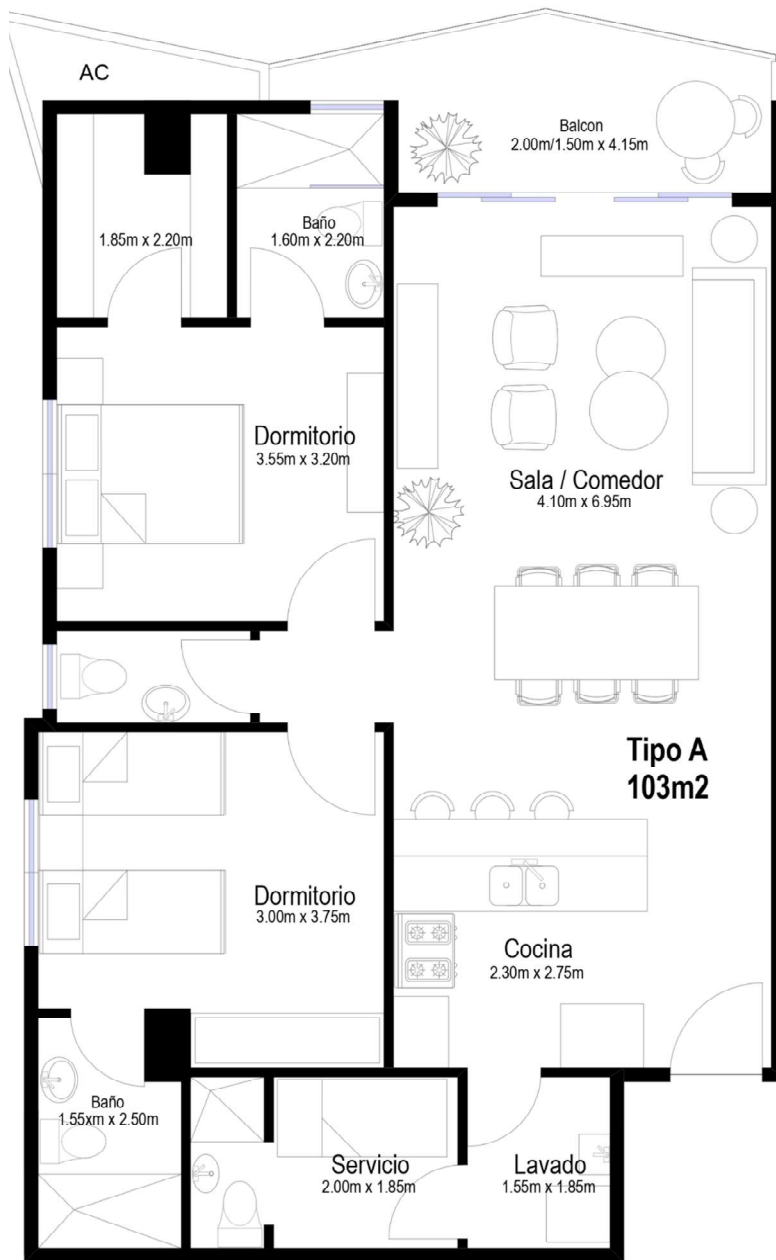 AC
Balcon
2.00m/1.50m x 4.15m
1.85m x 2.20m
Baño
1.60m x 2.20m
Dormitorio
3.55m x 3.20m
Sala / Comedor
4.10m x 6.95m
Tipo A
103m2
Dormitorio
3.00m x 3.75m
Cocina
2.30m x 2.75m
Baño
1.55xm x 2.50m
Servicio
2.00m x 1.85m
Lavado
1.55m x 1.85m